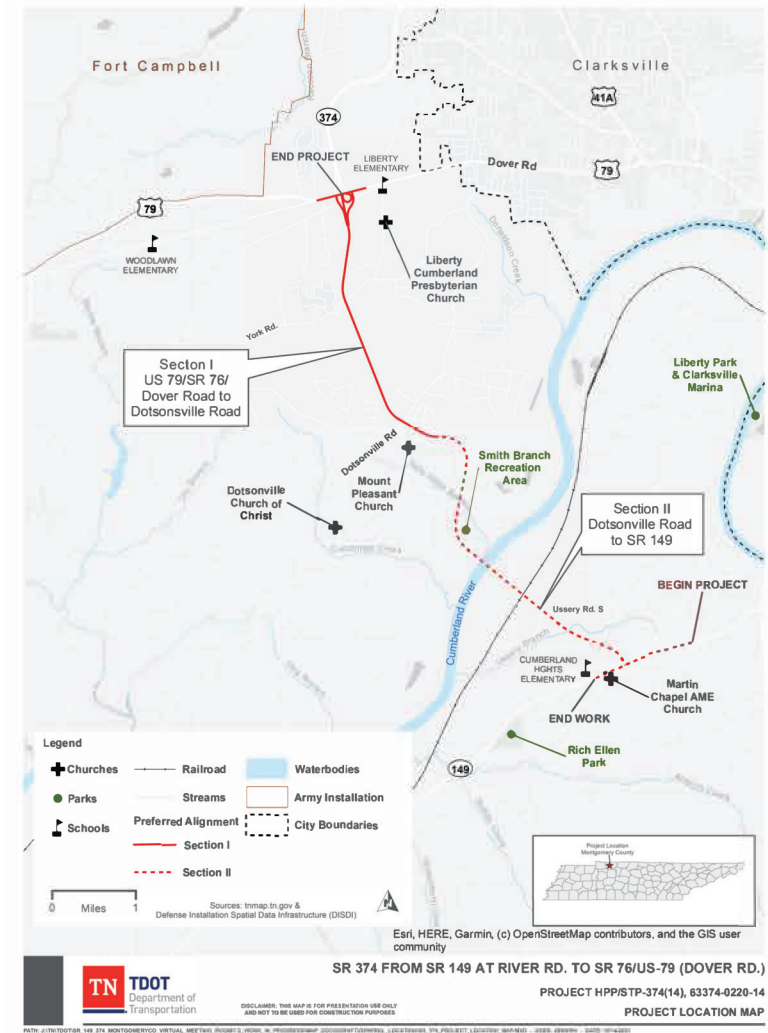 Fort Campbell
Clarksville
41A
374
END PROJECT
LIBERTY
ELEMENTARY
Dover Rd
79
79
WOODLAWN
ELEMENTARY
Donaldson Creek
Liberty
Cumberland
Presbyterian
Church
York Rd.
Secton I
US 79/SR 76/
Dover Road to
Dotsonsville Road
Liberty Park
& Clarksville
Marina
Dotsonville Rd
Mount
Pleasant
Church
Smith Branch
Recreation
Area
Dotsonville
Church of
Christ
Section II
Dotsonville Road
to SR 149
Cumberland River
BEGIN PROJECT
Ussery Rd. S
Branch
CUMBERLAND
HGHTS
ELEMENTARY
Martin
Chapel AME
Church
END WORK
Rich Ellen
Park
149
Legend
Churches
Railroad
Waterbodies
Parks
Streams
Army Installation
Schools
Preferred Alignment
City Boundaries
Section I
Section II
0 Miles 1
Sources: tnmap.tn.gov &
Defense Installation Spatial Data Infrastructure (DISDI)
N
Project Location
Montgomery County
Esri, HERE, Garmin, (c) OpenStreetMap contributors, and the GIS user
community
TN
TDOT
Department of
Transportation
SR 374 FROM SR 149 AT RIVER RD. TO SR 76/US-79 (DOVER RD.)
PROJECT HPP/STP-374(14), 63374-0220-14
DISCLAIMER: THIS MAP IS FOR PRESENTATION USE ONLY
AND NOT TO BE USED FOR CONSTRUCTION PURPOSES
PROJECT LOCATION MAP